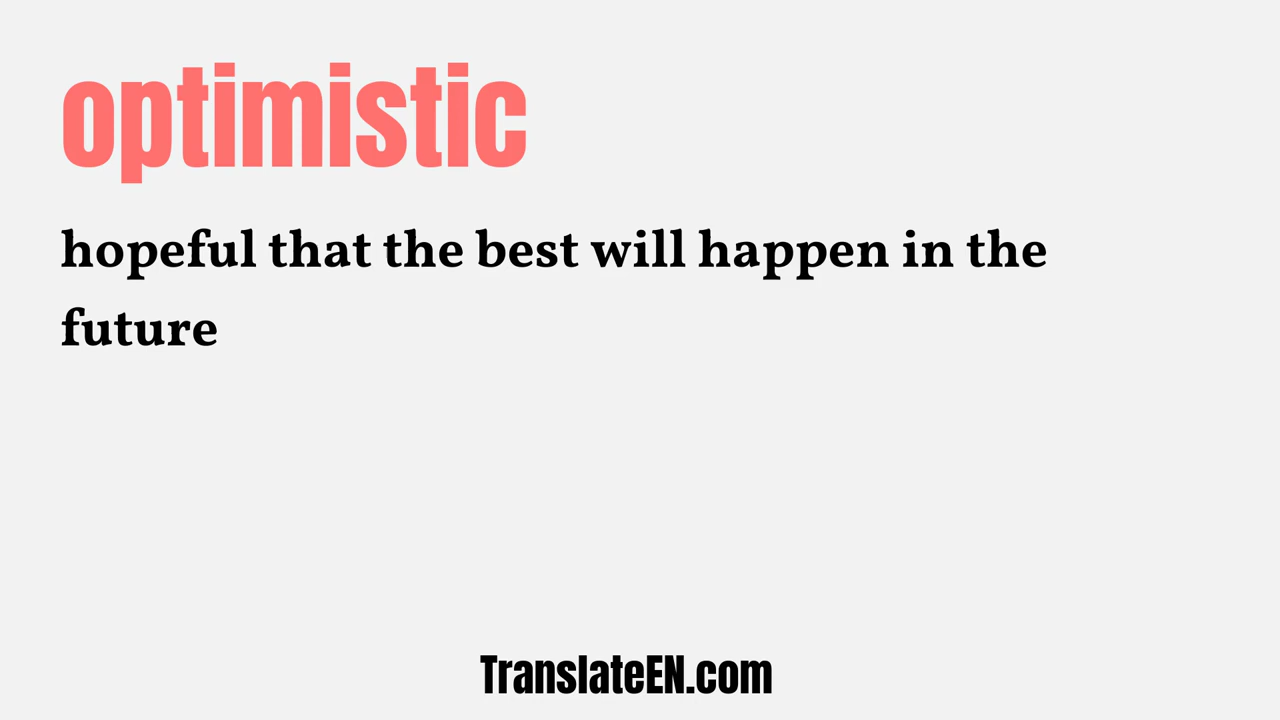 optimistic
hopeful that the best will happen in the
future
TranslateEN.com